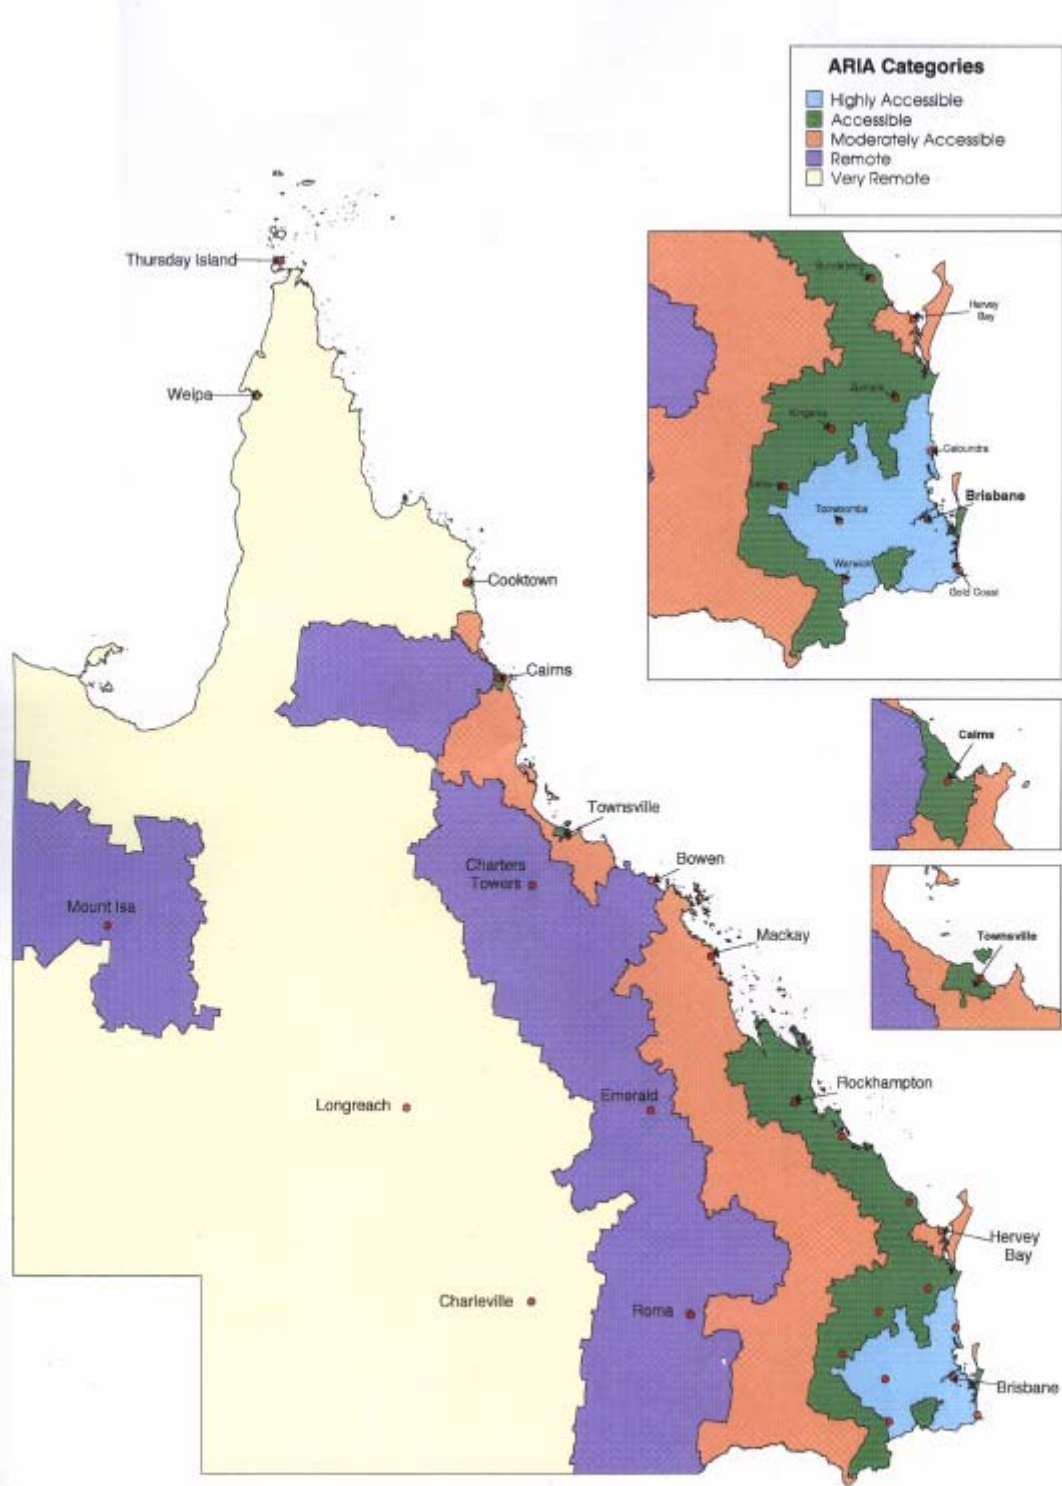 ARIA Categories
Highly Accessible
Accessible
Moderately Accessible
Remote
Very Remote
Thursday Island
Weipa
Cooktown
Cairns
Townsville
Charters
Towers
Bowen
Mount Isa
Mackay
Longreach
Emerald
Rockhampton
Hervey
Bay
Charleville
Roma
Brisbane
Bundaberg
Hervey
Bay
Gympie
Kingaroy
Caloundra
Brisbane
Toowoomba
Warwick
Gold Coast
Cairns
Townsville